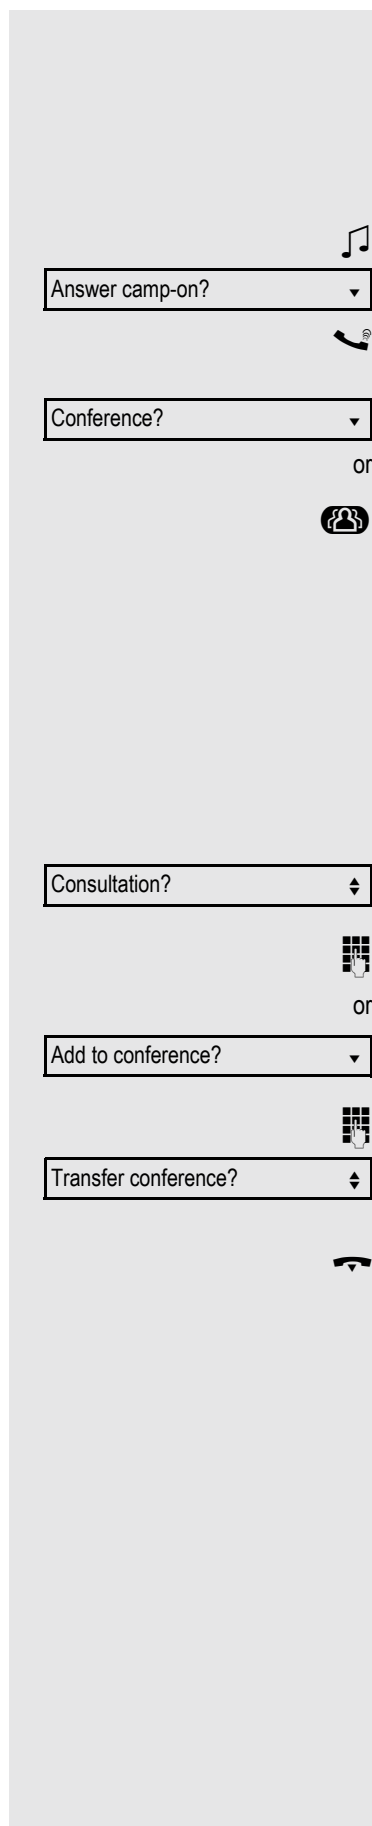 Answer camp-on?
Conference?
or
Consultation?
or
Add to conference?
Transfer conference?